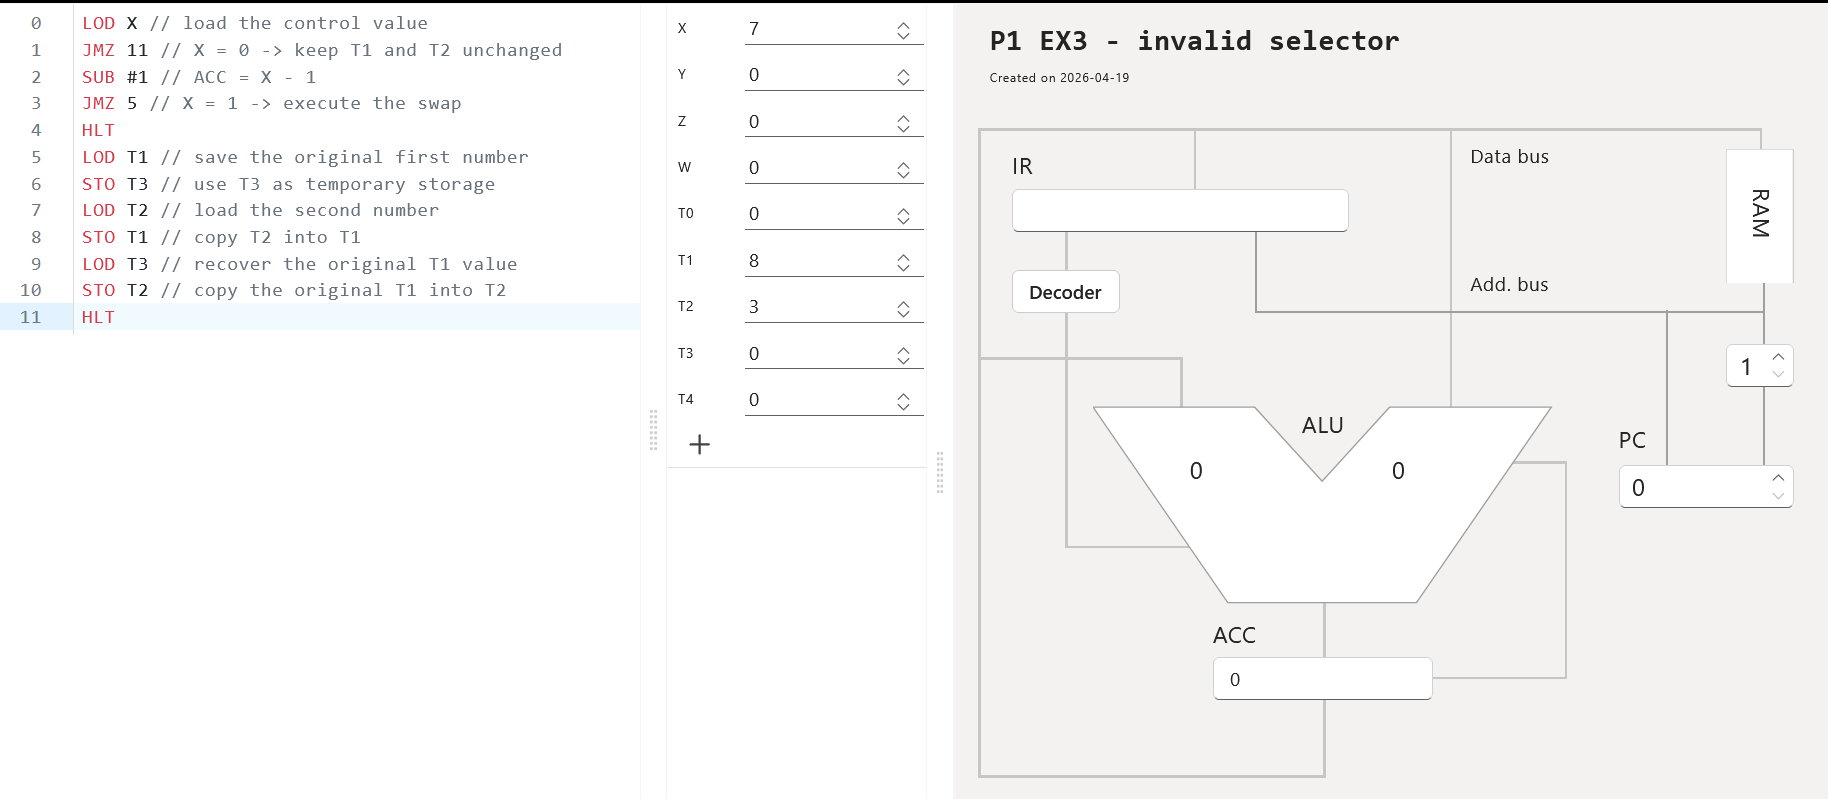 0 LOD X // load the control value
1 JMZ 11 // X = 0 -> keep T1 and T2 unchanged
2 SUB #1 // ACC = X - 1
3 JMZ 5 // X = 1 -> execute the swap
4 HLT
5 LOD T1 // save the original first number
6 STO T3 // use T3 as temporary storage
7 LOD T2 // load the second number
8 STO T1 // copy T2 into T1
9 LOD T3 // recover the original T1 value
10 STO T2 // copy the original T1 into T2
11 HLT
X 7
Y 0
Z 0
W 0
T0 0
T1 8
T2 3
T3 0
T4 0
P1 EX3 - invalid selector
Created on 2026-04-19
IR
Data bus
RAM
Decoder
Add. bus
1
ALU
0 0
PC
0
ACC
0